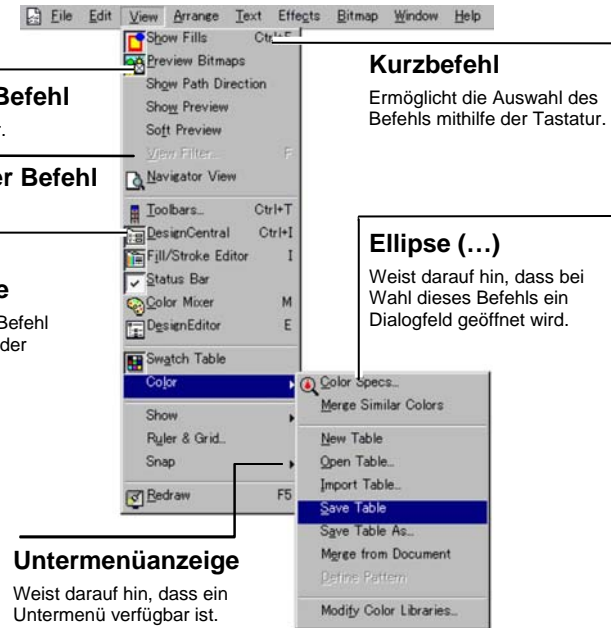 File Edit View Arrange Text Effects Bitmap Window Help
Show Fills
Preview Bitmaps
Show Path Direction
Show Preview
Soft Preview
View Filter... F
Navigator View
Toolbars... Ctrl+T
DesignCentral Ctrl+I
Fill/Stroke Editor I
Status Bar
Color Mixer M
DesignEditor E
Swatch Table
Color
Show
Ruler & Grid...
Snap
Redraw F5
Color Specs...
Merge Similar Colors
New Table
Open Table...
Import Table...
Save Table
Save Table As...
Merge from Document
Define Pattern
Modify Color Libraries...
Kurzbefehl
Ermöglicht die Auswahl des
Befehls mithilfe der Tastatur.
Ellipse (…)
Weist darauf hin, dass bei
Wahl dieses Befehls ein
Dialogfeld geöffnet wird.
Befehl
er Befehl
e
Befehl
der
Untermenüanzeige
Weist darauf hin, dass ein
Untermenü verfügbar ist.